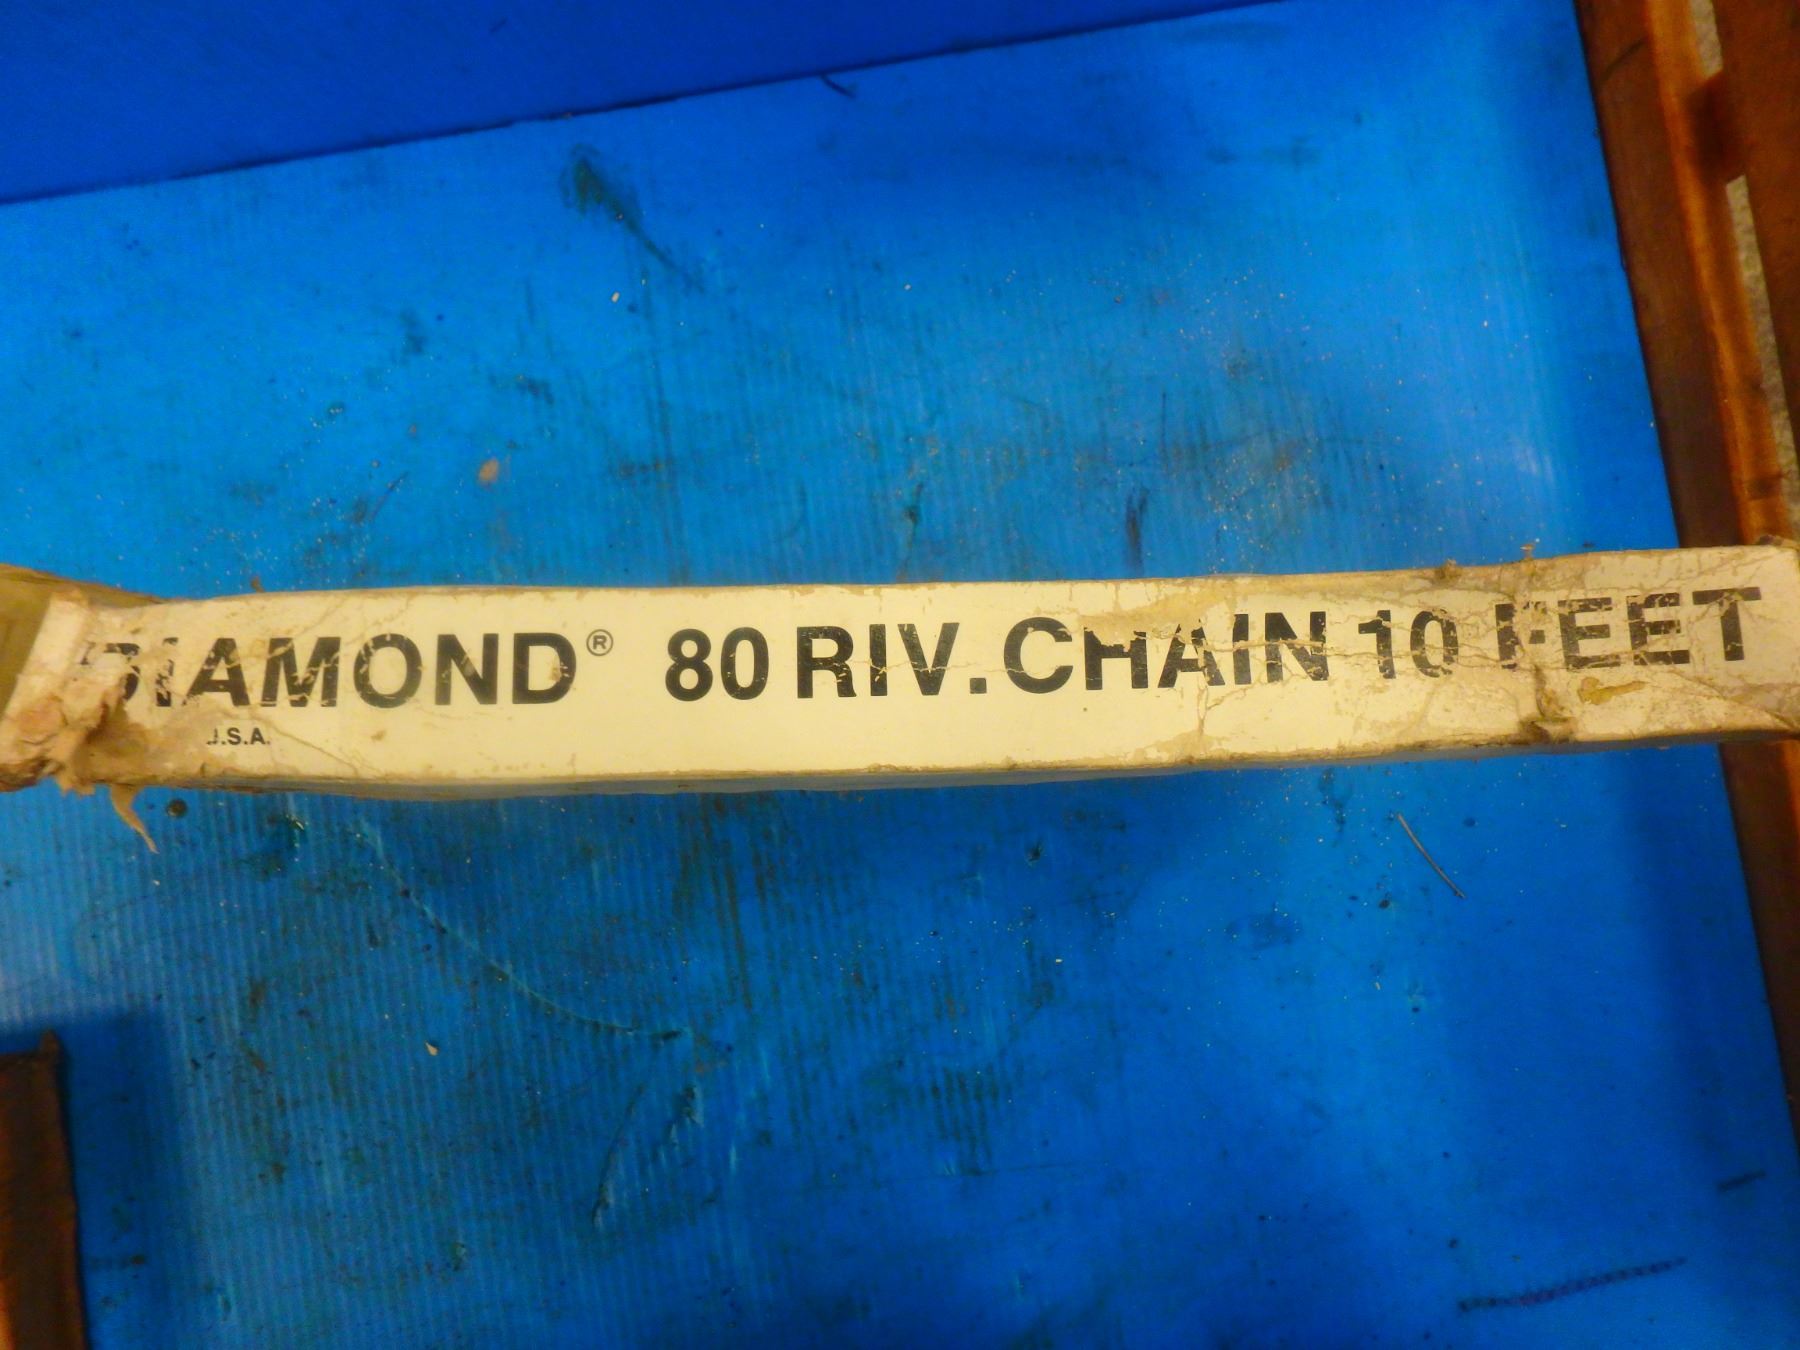 DIAMOND® 80 RIV. CHAIN 10 FEET
U.S.A.